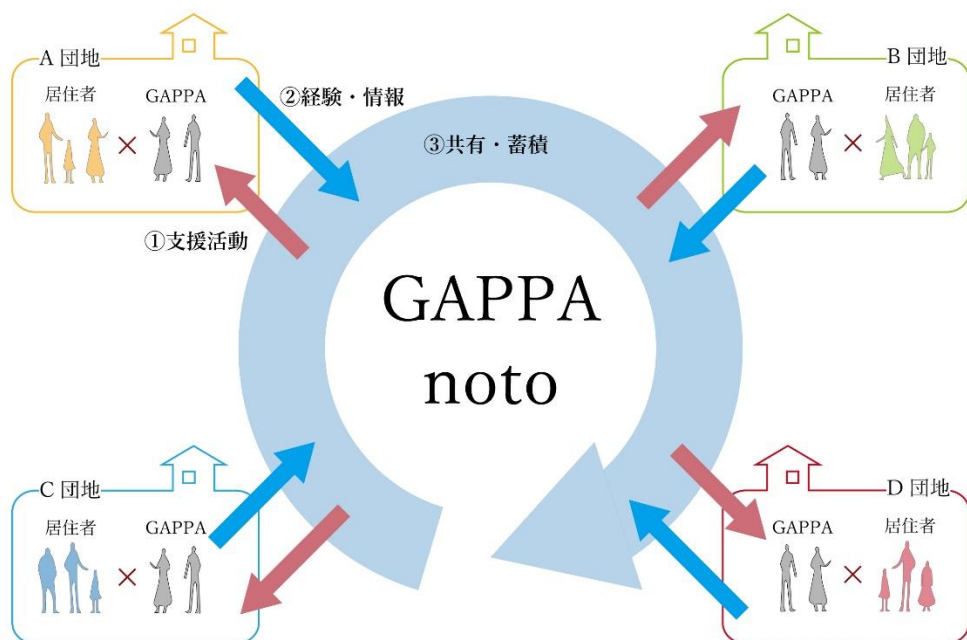 A 団地
居住者
GAPPA
×
②経験・情報
①支援活動
③共有・蓄積
B 団地
GAPPA
居住者
×
GAPPA
noto
C 団地
居住者
GAPPA
×
D 団地
GAPPA
居住者
×